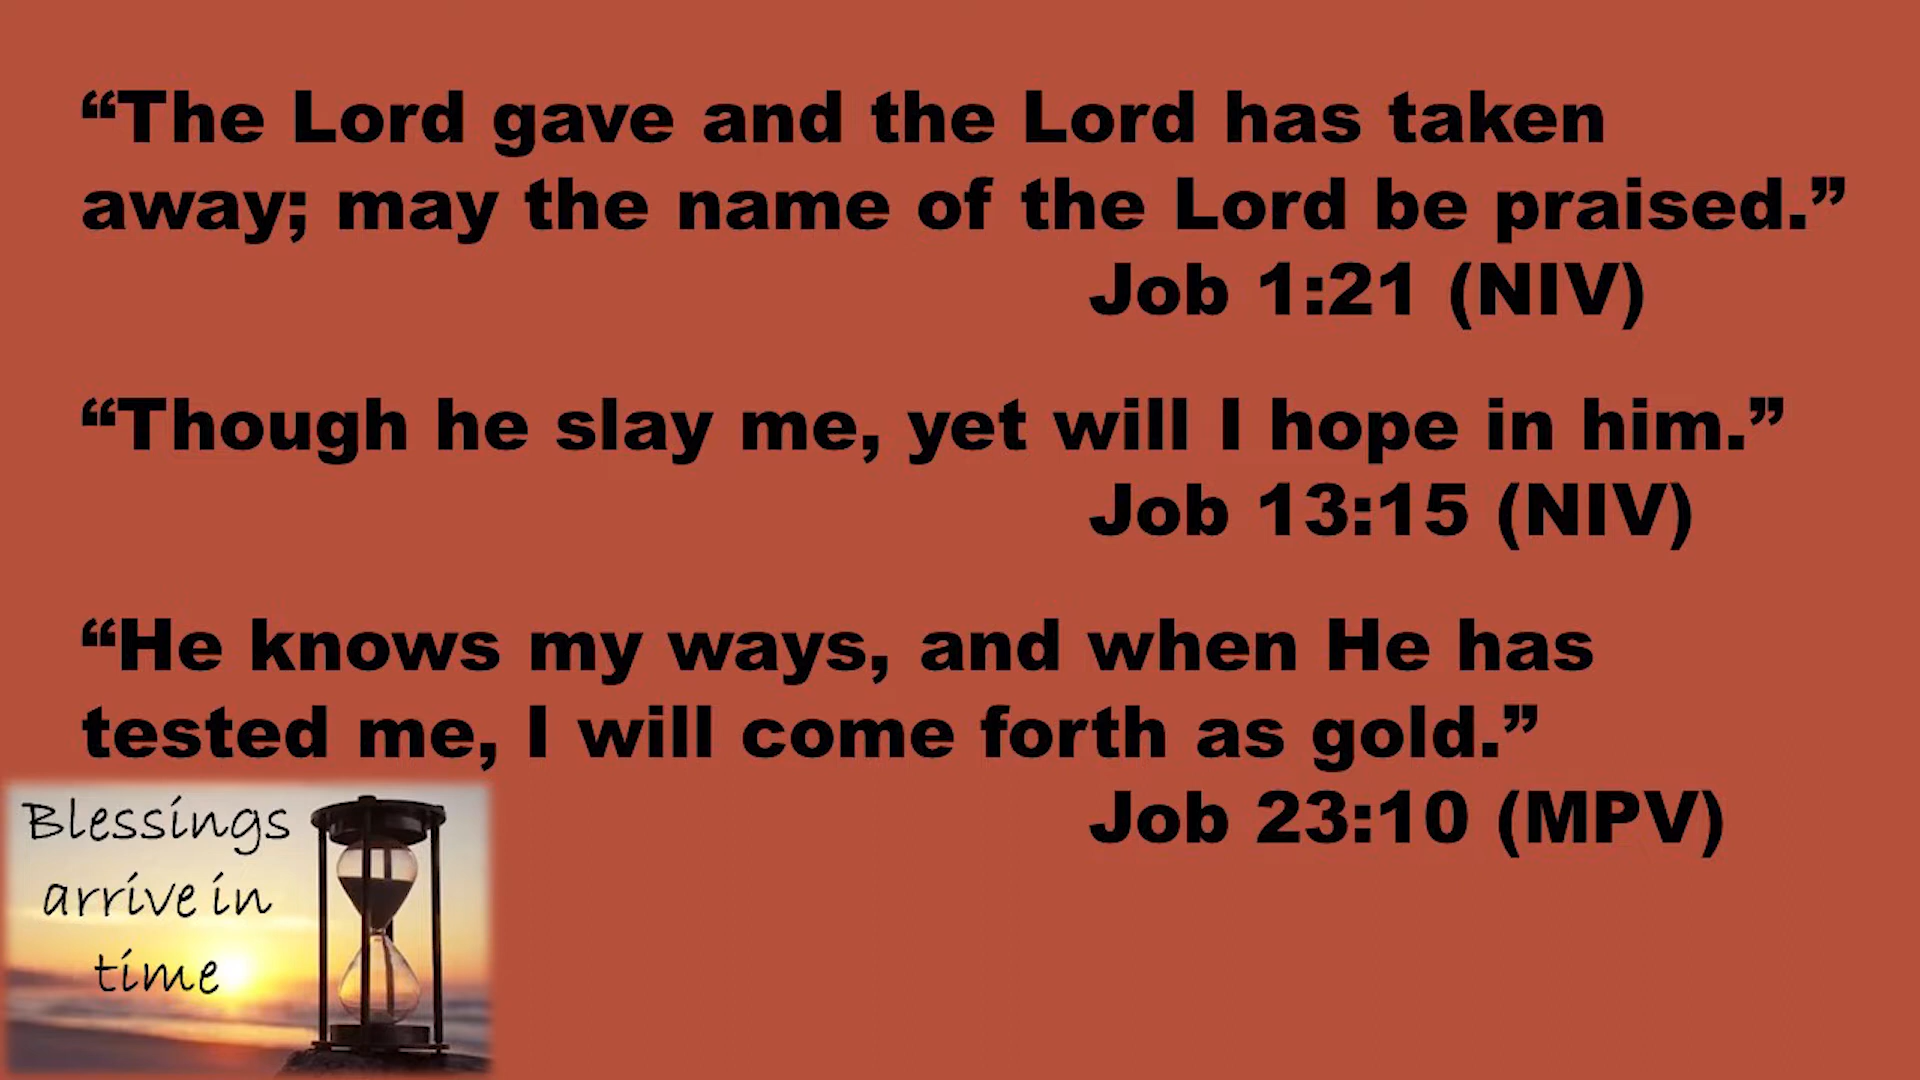 “The Lord gave and the Lord has taken
away; may the name of the Lord be praised.”
Job 1:21 (NIV)
“Though he slay me, yet will I hope in him.”
Job 13:15 (NIV)
“He knows my ways, and when He has
tested me, I will come forth as gold.”
Job 23:10 (MPV)
Blessings
arrive in
time